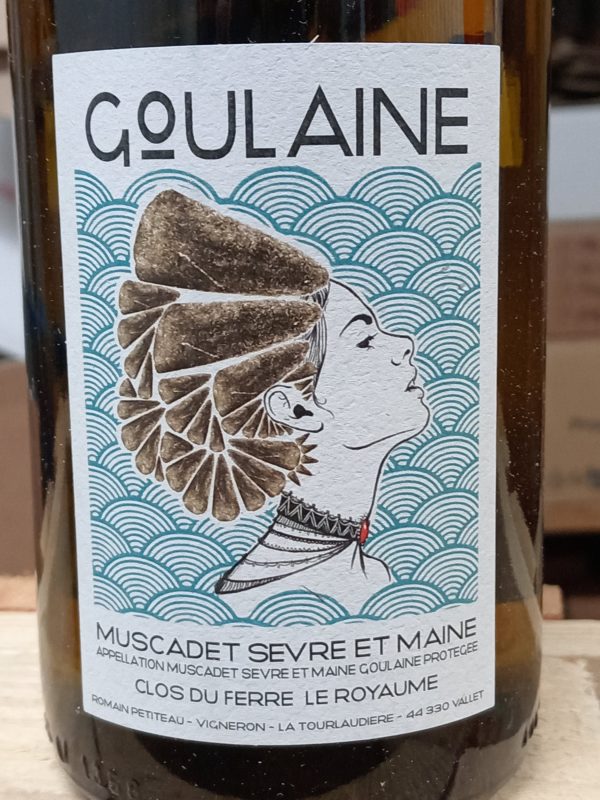 GOULAINE
MUSCADET SEVRE ET MAINE
APPELLATION MUSCADET SEVRE ET MAINE GOULAINE PROTEGEE
CLOS DU FERRE LE ROYAUME
ROMAIN PETITEAU - VIGNERON - LA TOURLAUDIERE - 44 330 VALLET